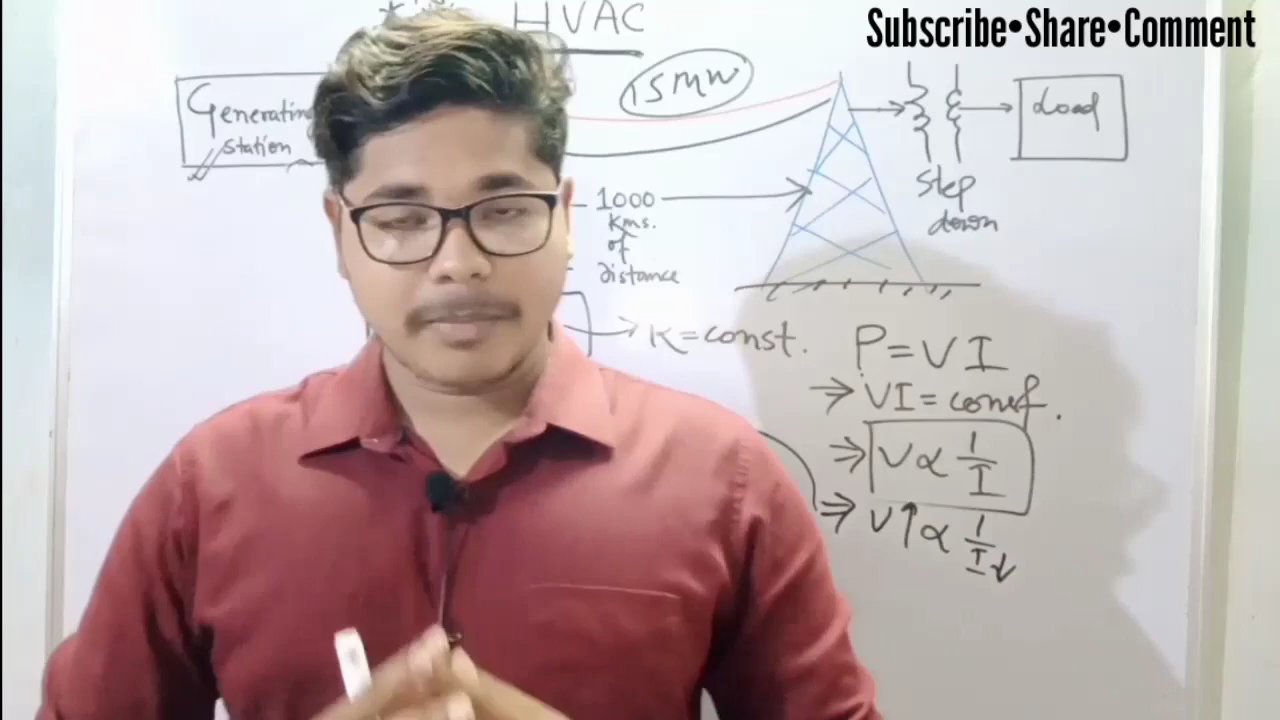 Subscribe•Share•Comment
HVAC
15MW
Generating
station
Load
1000
Kms.
of
distance
Step
down
K=const.
P=VI
⇒ VI=const.
⇒ V∝1/I
⇒ V↑∝1/I↓